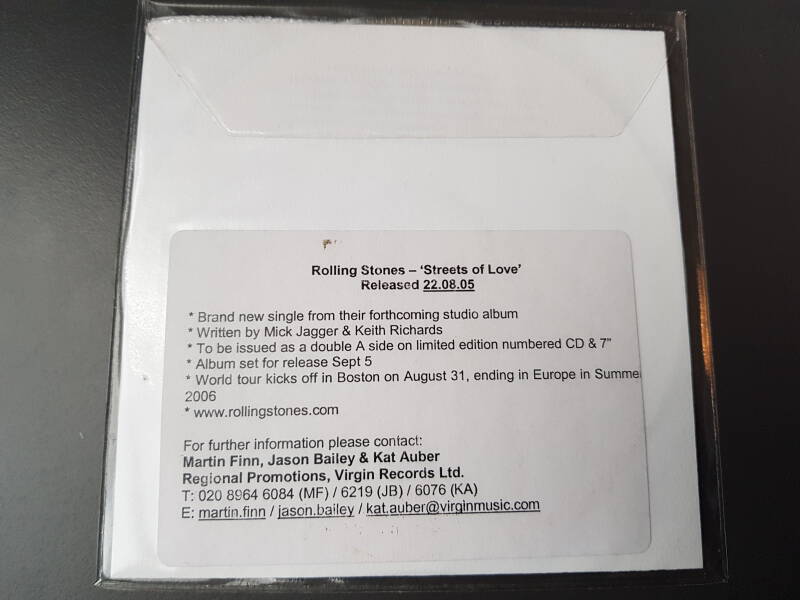 Rolling Stones – ‘Streets of Love’
Released 22.08.05
* Brand new single from their forthcoming studio album
* Written by Mick Jagger & Keith Richards
* To be issued as a double A side on limited edition numbered CD & 7"
* Album set for release Sept 5
* World tour kicks off in Boston on August 31, ending in Europe in Summe
2006
* www.rollingstones.com
For further information please contact:
Martin Finn, Jason Bailey & Kat Auber
Regional Promotions, Virgin Records Ltd.
T: 020 8964 6084 (MF) / 6219 (JB) / 6076 (KA)
E: martin.finn / jason.bailey / kat.auber@virginmusic.com